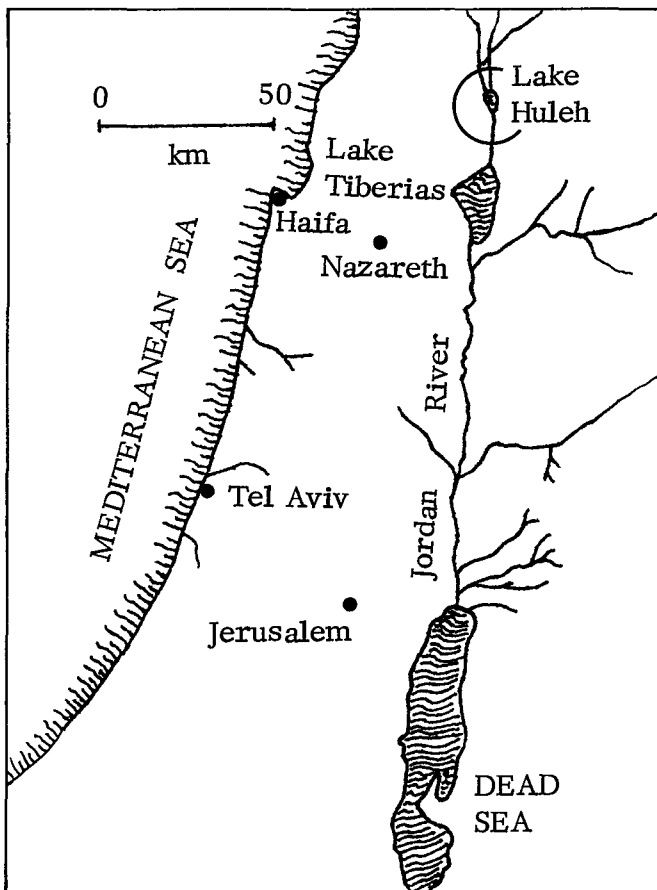 Lake
Huleh
0 50
km
Lake
Tiberias
Haifa
Nazareth
MEDITERRANEAN SEA
River
Tel Aviv
Jordan
Jerusalem
DEAD
SEA